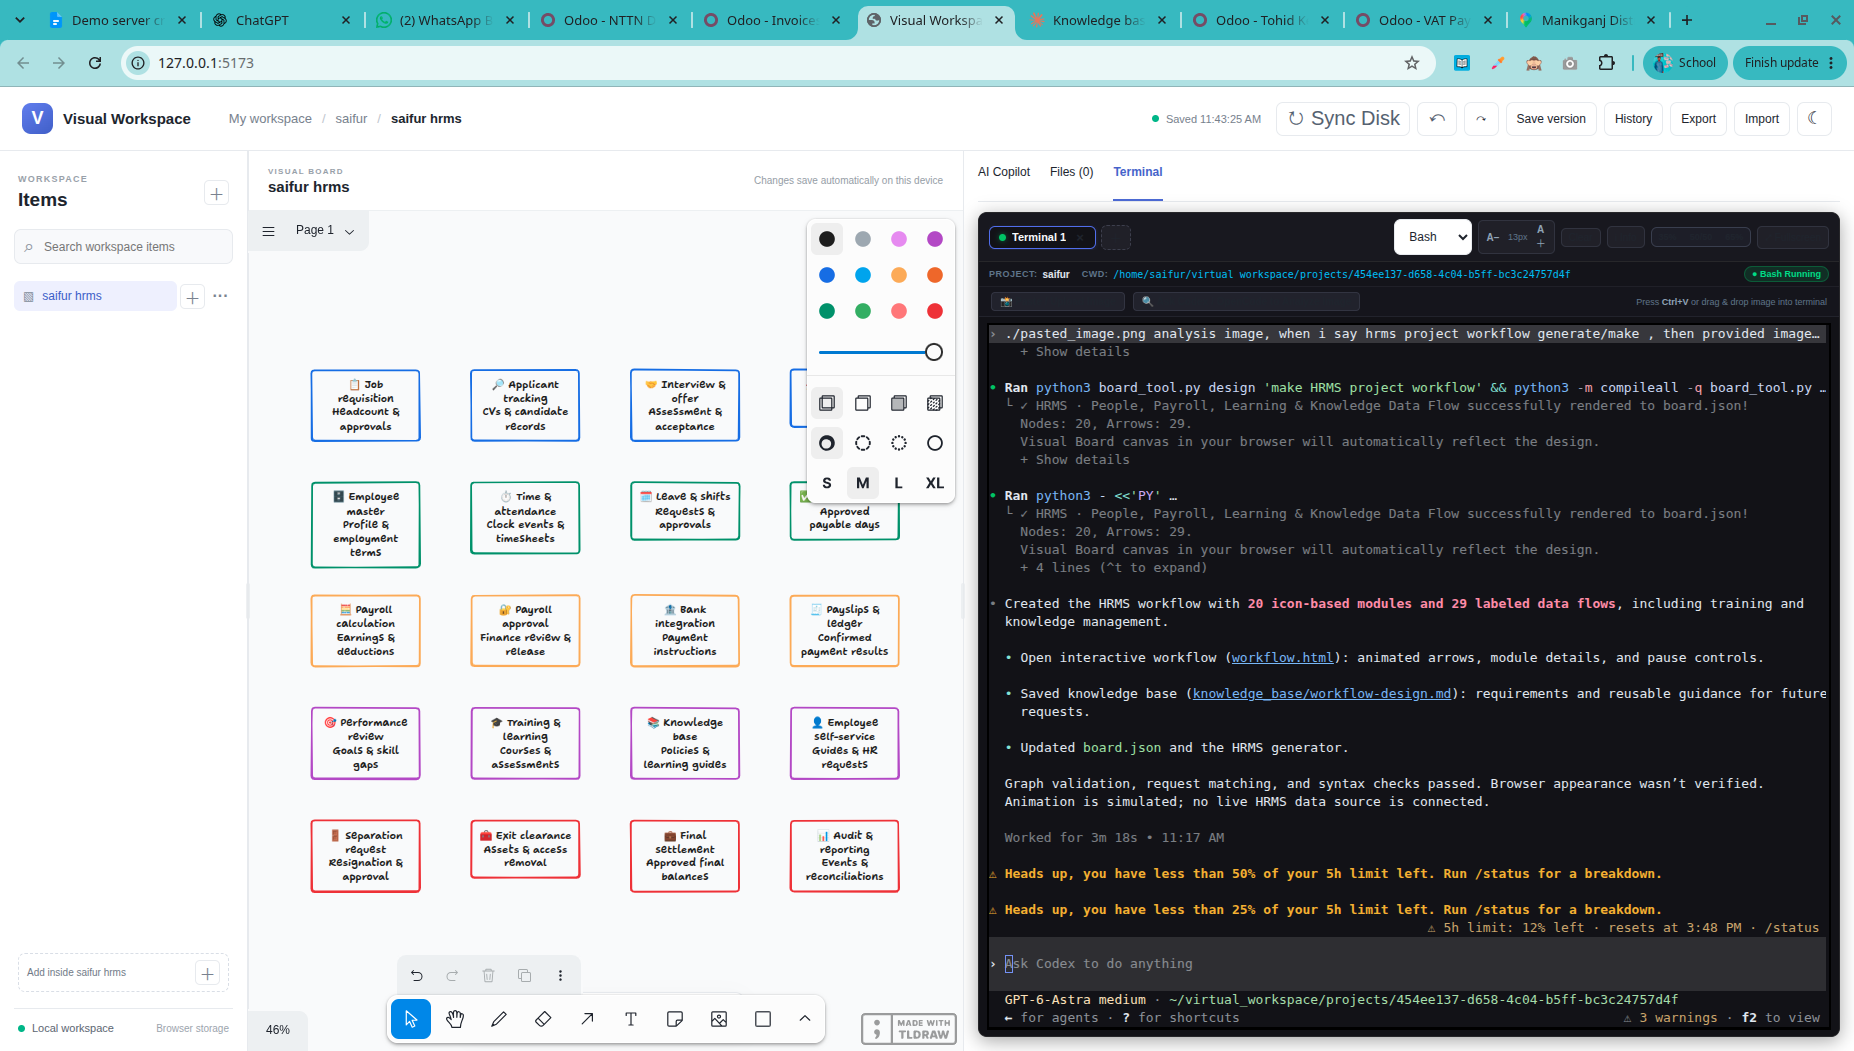 Demo server c
ChatGPT
(2) WhatsApp B
Odoo - NTTN D
Odoo - Invoice
Visual Workspa
Knowledge bas
Odoo - Tohid K
Odoo - VAT Pay
Manikganj Dist
127.0.0.1:5173
School
Finish update
V
Visual Workspace
My workspace / saifur / saifur hrms
Saved 11:43:25 AM
Sync Disk
Save version
History
Export
Import
WORKSPACE
Items
Search workspace items
saifur hrms
Add inside saifur hrms
Local workspace
Browser storage
VISUAL BOARD
saifur hrms
Changes save automatically on this device
Page 1
S M L XL
📋 Job
requisition
Headcount &
approvals
🔎 Applicant
tracking
CVs & candidate
records
🤝 Interview &
offer
Assessment &
acceptance
🗄️ Employee
master
Profile &
employment
terms
⏱️ Time &
attendance
Clock events &
timesheets
🗓️ Leave & shifts
Requests &
approvals
✅
Approved
payable days
🧮 Payroll
calculation
Earnings &
deductions
🔐 Payroll
approval
Finance review &
release
🏦 Bank
integration
Payment
instructions
🧾 Payslips &
ledger
Confirmed
payment results
🎯 Performance
review
Goals & skill
gaps
🎓 Training &
learning
Courses &
assessments
📚 Knowledge
base
Policies &
learning guides
👤 Employee
self-service
Guides & HR
requests
🚪 Separation
request
Resignation &
approval
🧰 Exit clearance
Assets & access
removal
💼 Final
settlement
Approved final
balances
📊 Audit &
reporting
Events &
reconciliations
46%
MADE WITH
TLDRAW
AI Copilot
Files (0)
Terminal
Terminal 1
Bash
A−
13px
A
+
PROJECT: saifur CWD: /home/saifur/virtual workspace/projects/454ee137-d658-4c04-b5ff-bc3c24757d4f
● Bash Running
Press Ctrl+V or drag & drop image into terminal
› ./pasted_image.png analysis image, when i say hrms project workflow generate/make , then provided image…
+ Show details
• Ran python3 board_tool.py design 'make HRMS project workflow' && python3 -m compileall -q board_tool.py …
└ ✓ HRMS · People, Payroll, Learning & Knowledge Data Flow successfully rendered to board.json!
Nodes: 20, Arrows: 29.
Visual Board canvas in your browser will automatically reflect the design.
+ Show details
• Ran python3 - <<'PY' …
└ ✓ HRMS · People, Payroll, Learning & Knowledge Data Flow successfully rendered to board.json!
Nodes: 20, Arrows: 29.
Visual Board canvas in your browser will automatically reflect the design.
+ 4 lines (^t to expand)
• Created the HRMS workflow with 20 icon-based modules and 29 labeled data flows, including training and
knowledge management.
• Open interactive workflow (workflow.html): animated arrows, module details, and pause controls.
• Saved knowledge base (knowledge_base/workflow-design.md): requirements and reusable guidance for future
requests.
• Updated board.json and the HRMS generator.
Graph validation, request matching, and syntax checks passed. Browser appearance wasn’t verified.
Animation is simulated; no live HRMS data source is connected.
Worked for 3m 18s • 11:17 AM
⚠ Heads up, you have less than 50% of your 5h limit left. Run /status for a breakdown.
⚠ Heads up, you have less than 25% of your 5h limit left. Run /status for a breakdown.
⚠ 5h limit: 12% left · resets at 3:48 PM · /status
› Ask Codex to do anything
GPT-6-Astra medium · ~/virtual_workspace/projects/454ee137-d658-4c04-b5ff-bc3c24757d4f
← for agents · ? for shortcuts
⚠ 3 warnings · f2 to view